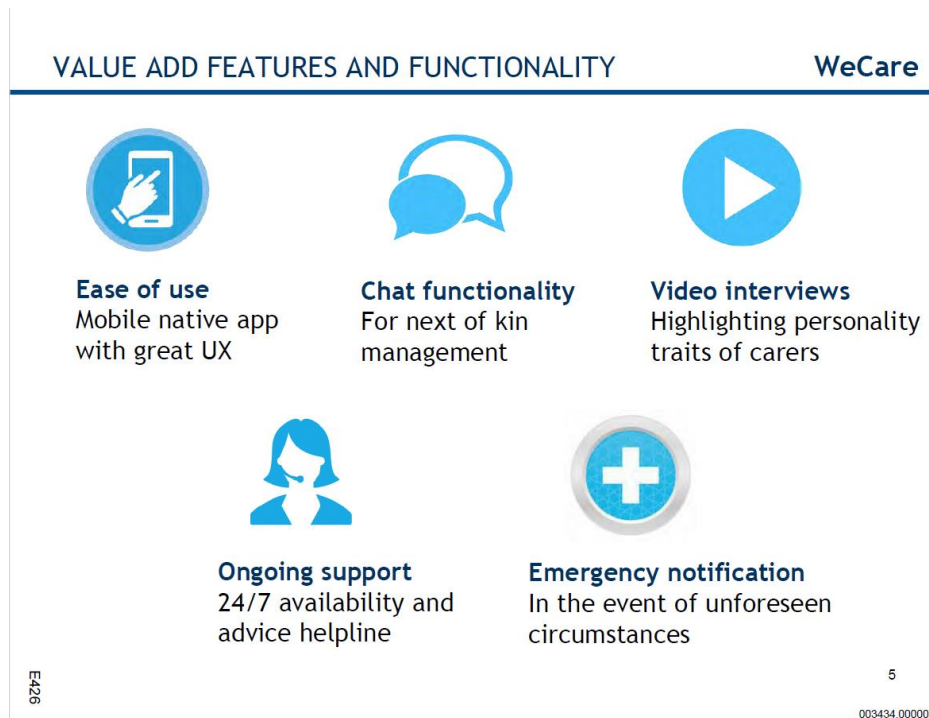 VALUE ADD FEATURES AND FUNCTIONALITY
WeCare
Ease of use
Mobile native app
with great UX
Chat functionality
For next of kin
management
Video interviews
Highlighting personality
traits of carers
Ongoing support
24/7 availability and
advice helpline
Emergency notification
In the event of unforeseen
circumstances
E426
5
003434.00000